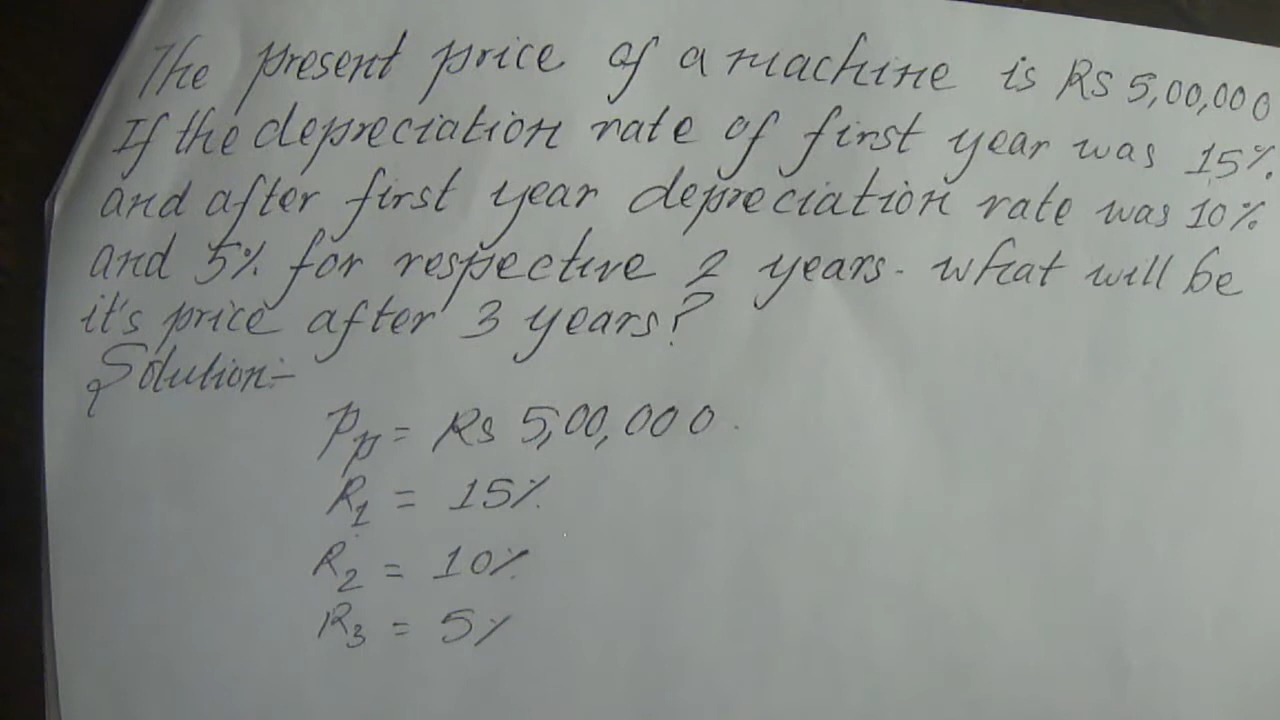 The present price of a machine is Rs 5,00,000
If the depreciation rate of first year was 15%
and after first year depreciation rate was 10%
and 5% for respective 2 years. what will be
it's price after 3 years?
Solution:-
Pp = Rs 5,00,000.
R1 = 15%
R2 = 10%
R3 = 5%